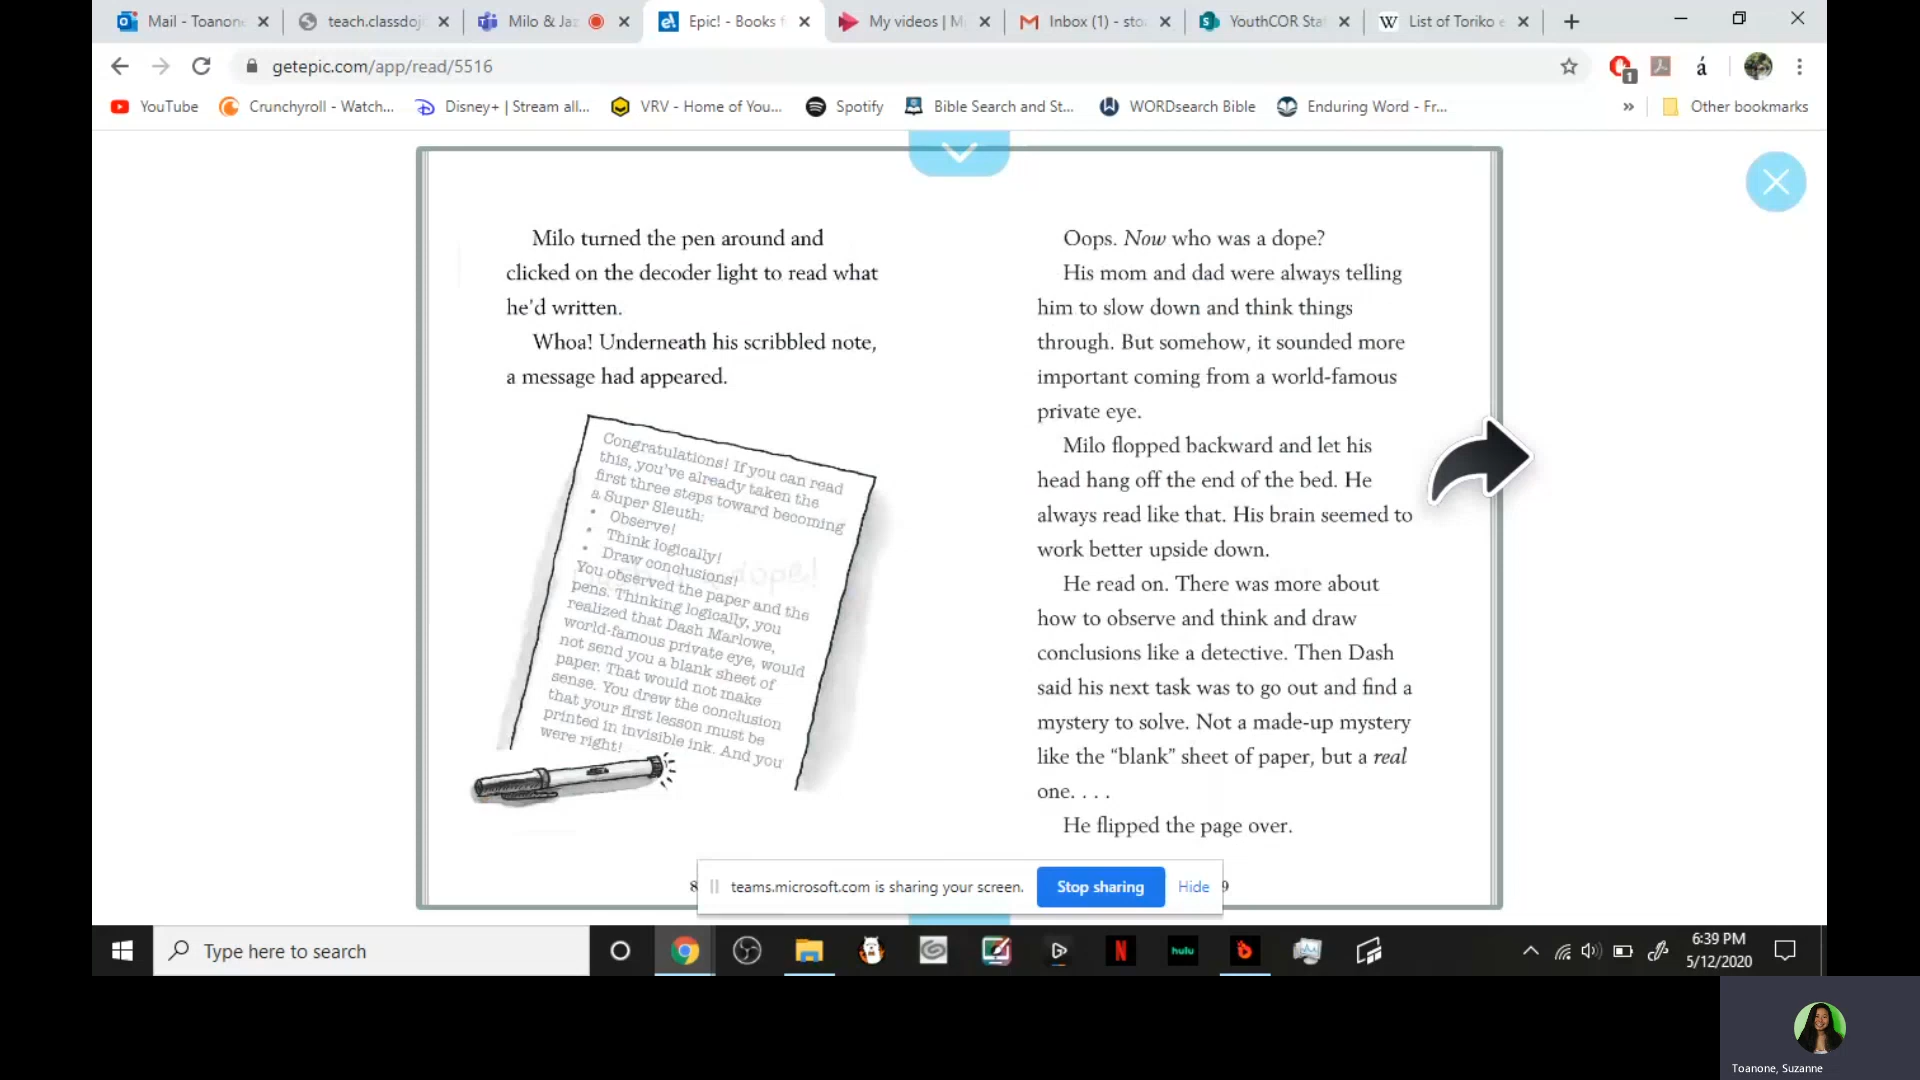 Mail - Toanone
teach.classdojo
Milo & Jaz
Epic! - Books f
My videos | M
Inbox (1) - sto
YouthCOR Sta
List of Toriko e
getepic.com/app/read/5516
1
YouTube
Crunchyroll - Watch...
Disney+ | Stream all...
VRV - Home of You...
Spotify
Bible Search and St...
WORDsearch Bible
Enduring Word - Fr...
»
Other bookmarks
Milo turned the pen around and
clicked on the decoder light to read what
he'd written.
Whoa! Underneath his scribbled note,
a message had appeared.
Congratulations! If you can read
this, you've already taken the
first three steps toward becoming
a Super Sleuth:
• Observe!
• Think logically!
• Draw conclusions!
You observed the paper and the
pens. Thinking logically, you
realized that Dash Marlowe,
world-famous private eye, would
not send you a blank sheet of
paper. That would not make
sense. You drew the conclusion
that your first lesson must be
printed in invisible ink. And you
were right!
8
Oops. Now who was a dope?
His mom and dad were always telling
him to slow down and think things
through. But somehow, it sounded more
important coming from a world-famous
private eye.
Milo flopped backward and let his
head hang off the end of the bed. He
always read like that. His brain seemed to
work better upside down.
He read on. There was more about
how to observe and think and draw
conclusions like a detective. Then Dash
said his next task was to go out and find a
mystery to solve. Not a made-up mystery
like the "blank" sheet of paper, but a real
one. . . .
He flipped the page over.
9
teams.microsoft.com is sharing your screen.
Stop sharing
Hide
Type here to search
N
hulu
6:39 PM
5/12/2020
Toanone, Suzanne